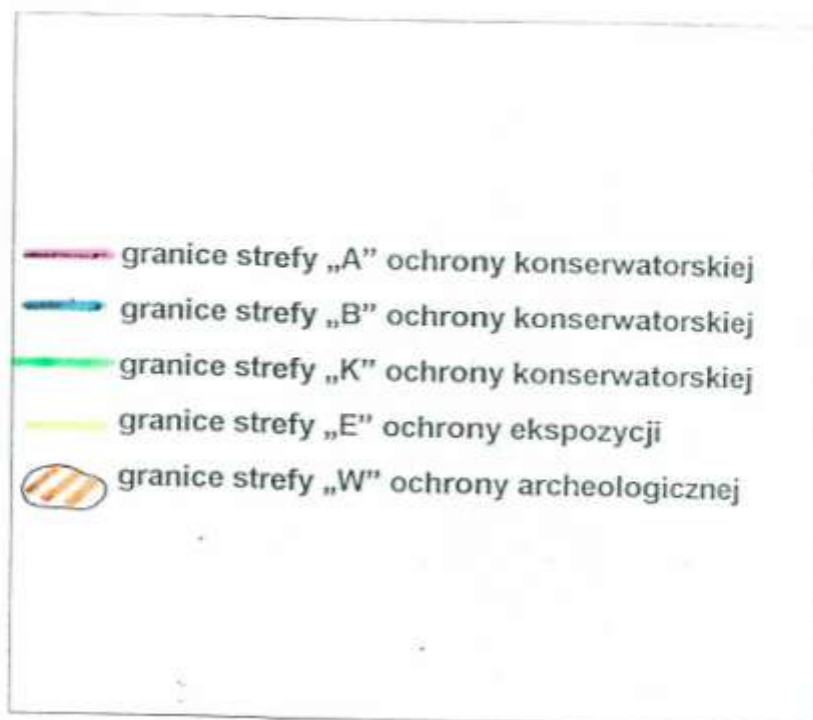 granice strefy „A” ochrony konserwatorskiej
granice strefy „B” ochrony konserwatorskiej
granice strefy „K” ochrony konserwatorskiej
granice strefy „E” ochrony ekspozycji
granice strefy „W” ochrony archeologicznej